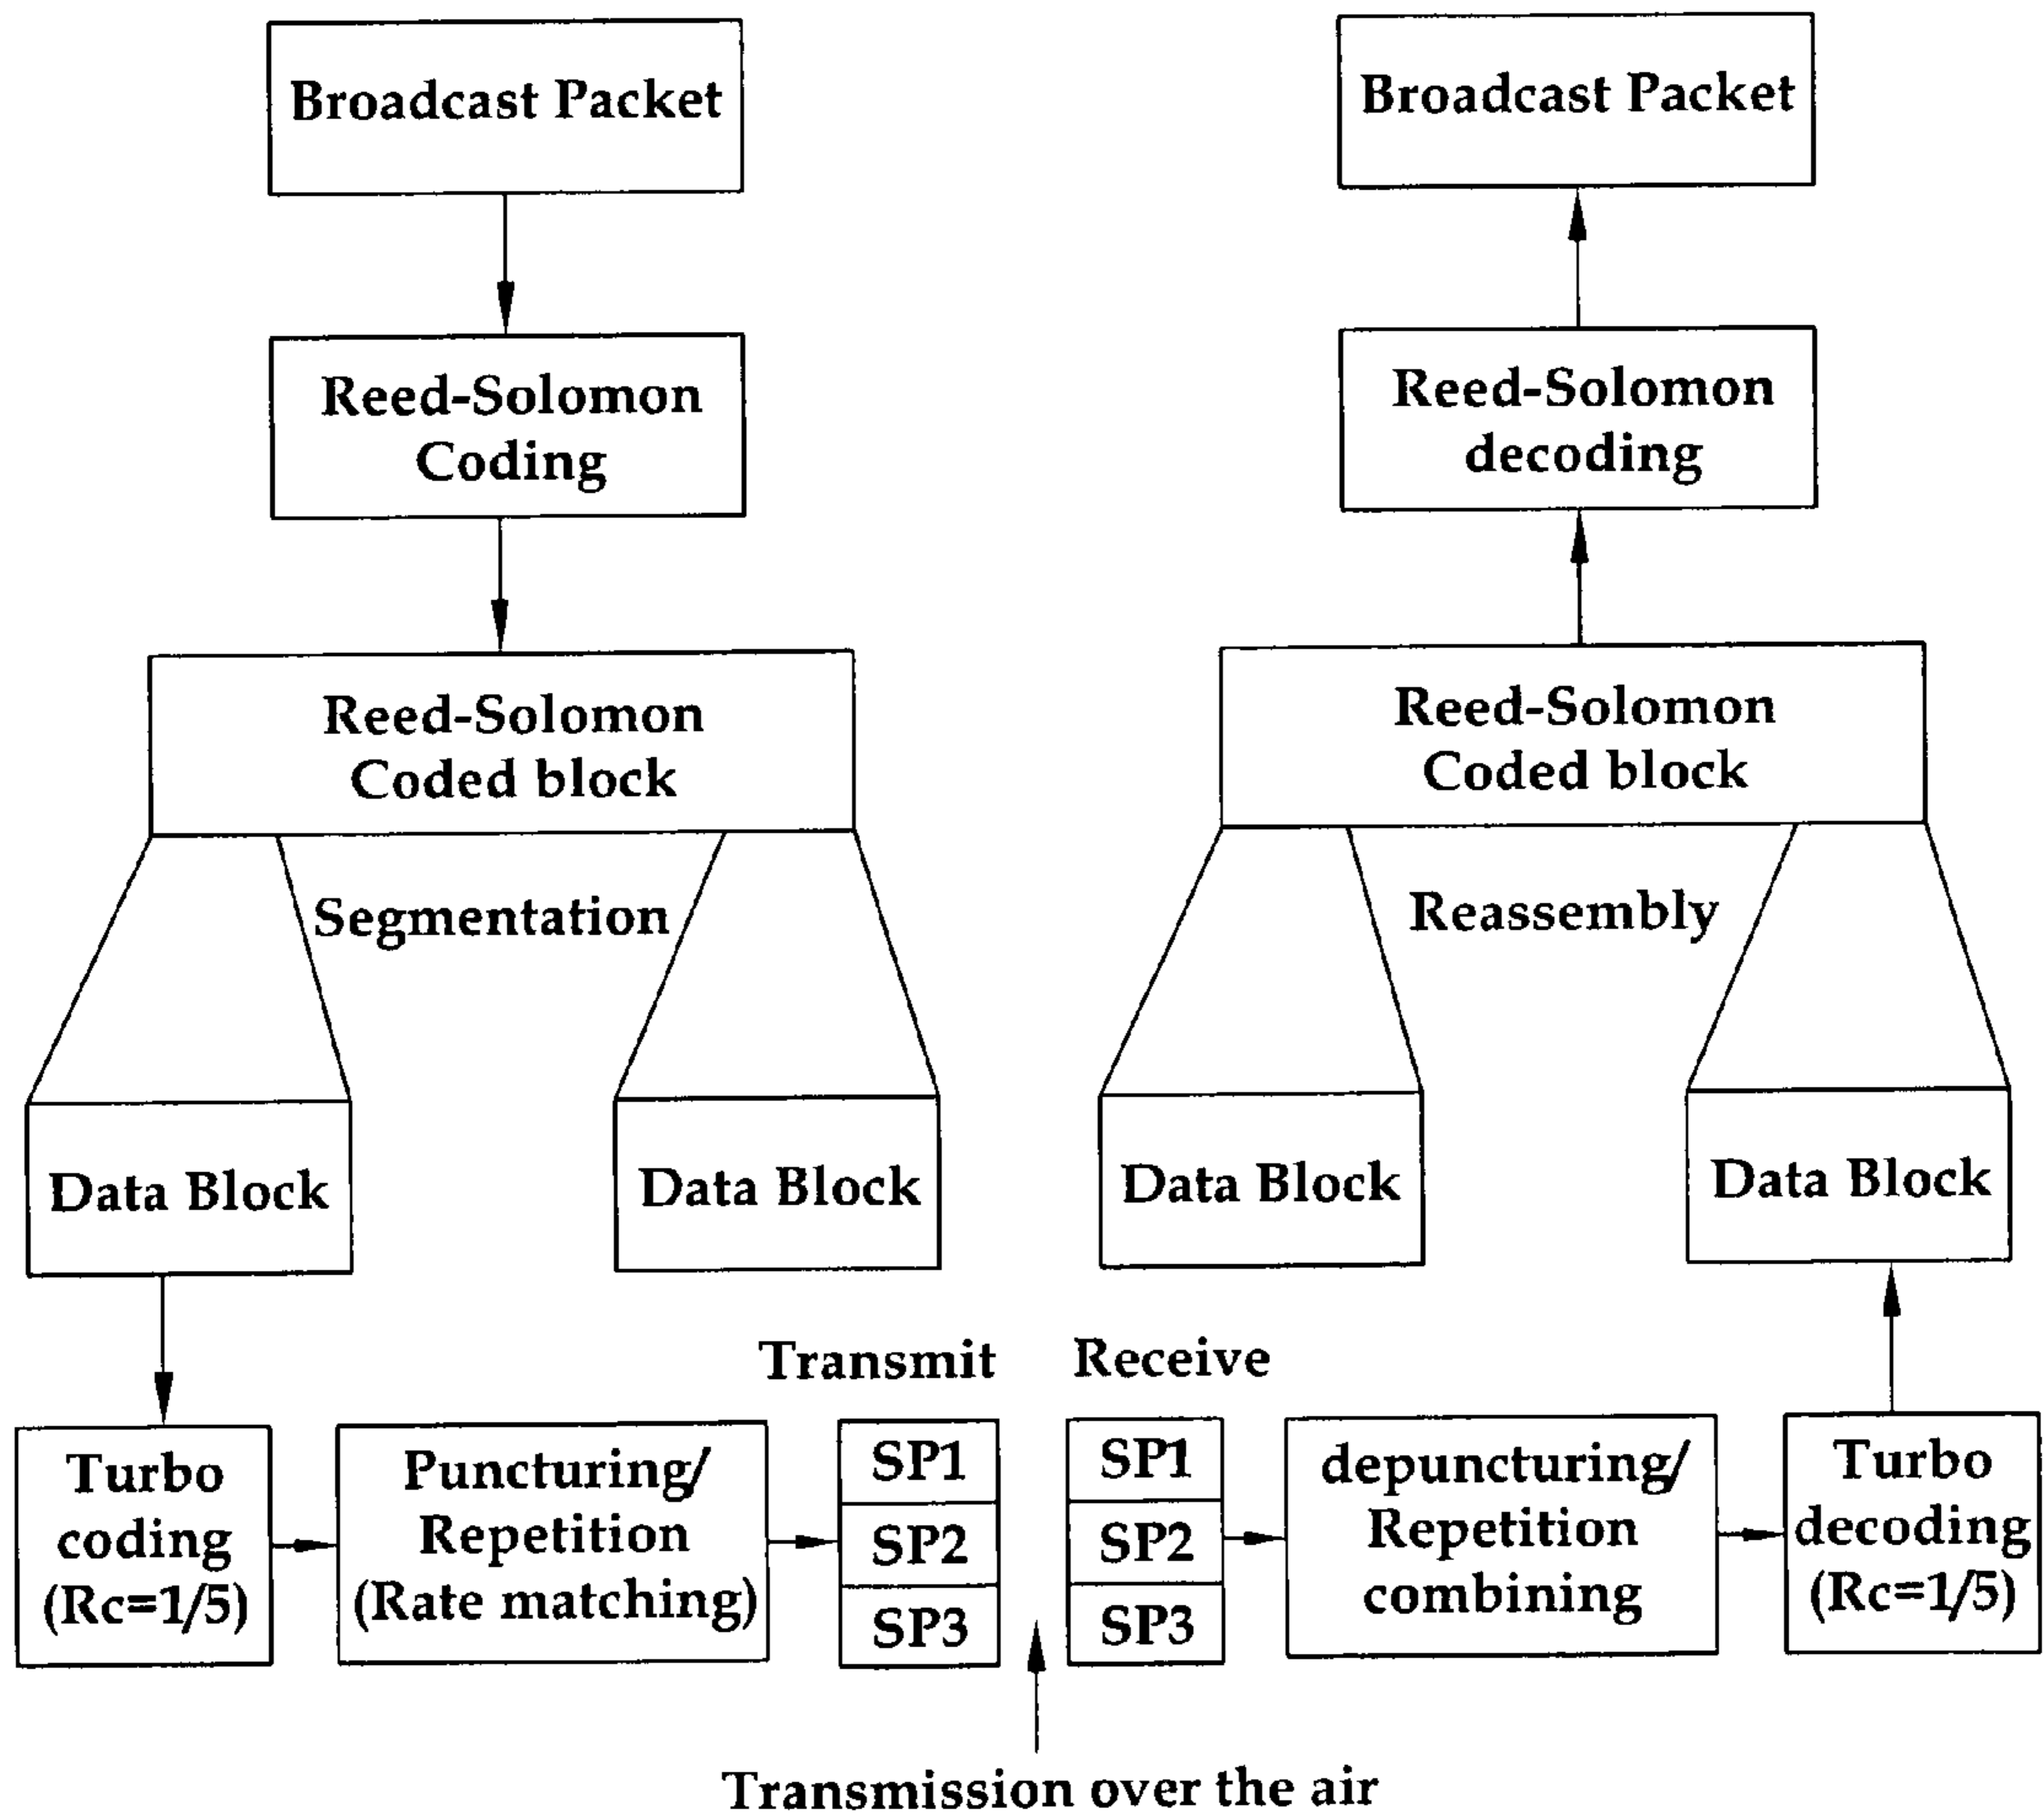 Broadcast Packet
Broadcast Packet
Reed-Solomon
Coding
Reed-Solomon
decoding
Reed-Solomon
Coded block
Reed-Solomon
Coded block
Segmentation
Reassembly
Data Block
Data Block
Data Block
Data Block
Transmit
Receive
Turbo
coding
(Rc=1/5)
Puncturing/
Repetition
(Rate matching)
SP1
SP2
SP3
SP1
SP2
SP3
depuncturing/
Repetition
combining
Turbo
decoding
(Rc=1/5)
Transmission over the air